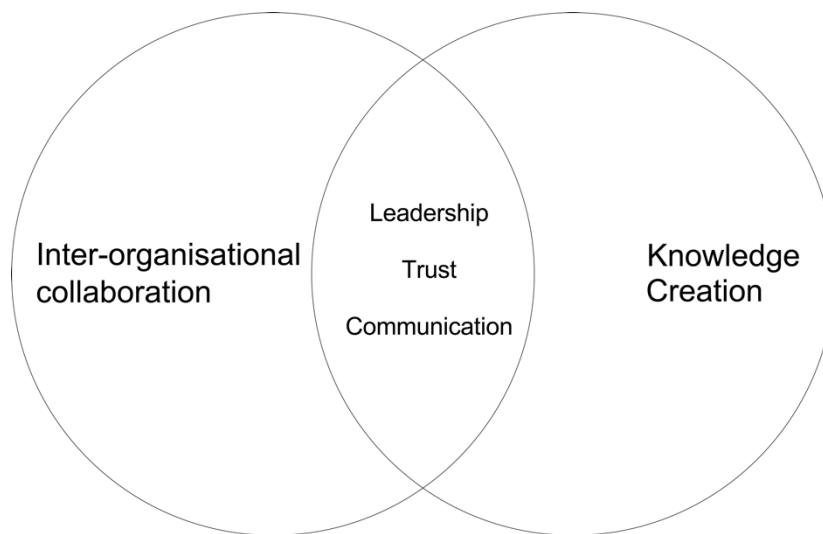 Inter-organisational
collaboration
Leadership
Trust
Communication
Knowledge
Creation